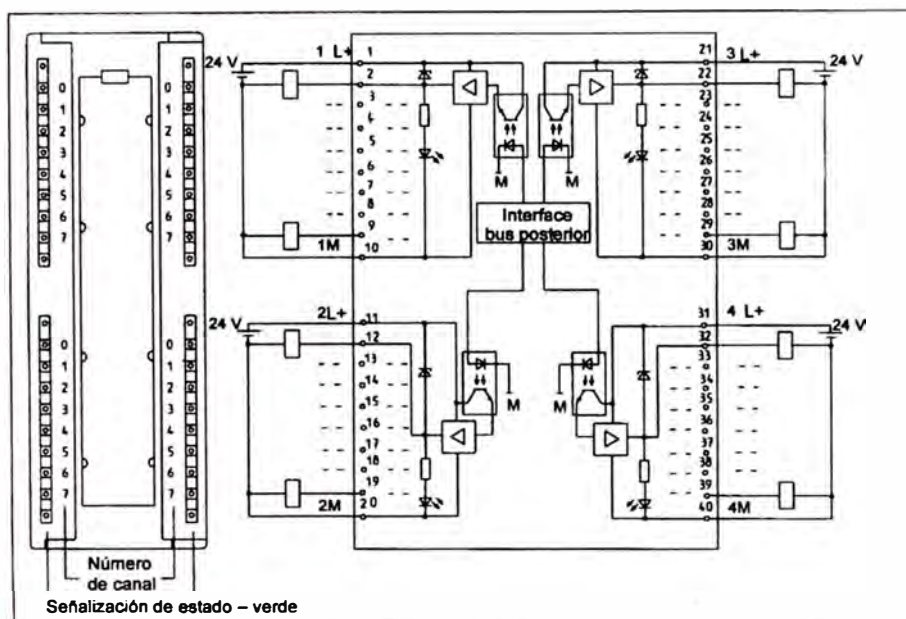 24 V 1 L+ 1 21 3 L+ 24 V
2 22
0 3 23 0
1 4 24 1
2 5 25 2
3 6 26 3
4 7 27 4
5 8 28 5
6 9 29 6
7 1M 10 30 3M 7
M M
Interface
bus posterior
24 V 2L+ 11 31 4 L+ 24 V
0 12 32 0
1 13 33 1
2 14 34 2
3 15 35 3
4 16 36 4
5 17 37 5
6 18 38 6
7 19 39 7
2M 20 40 4M
M M
Número
de canal
Señalización de estado – verde